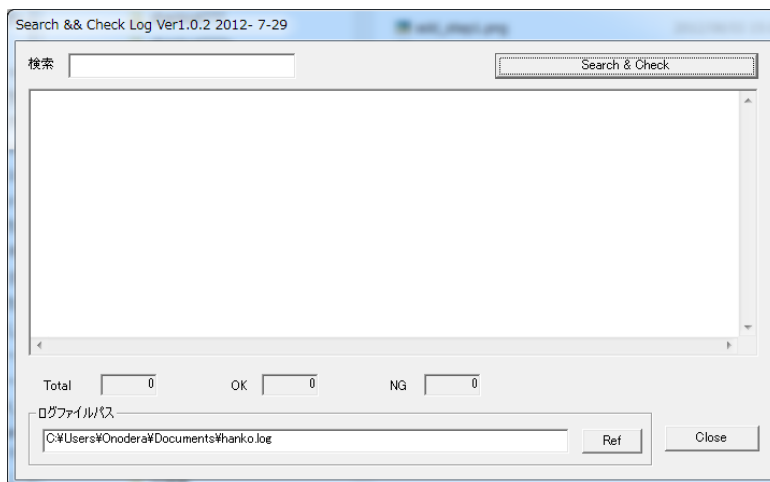 Search && Check Log Ver1.0.2 2012- 7-29
検索
Search & Check
Total 0 OK 0 NG 0
ログファイルパス
C:¥Users¥Onodera¥Documents¥hanko.log
Ref
Close